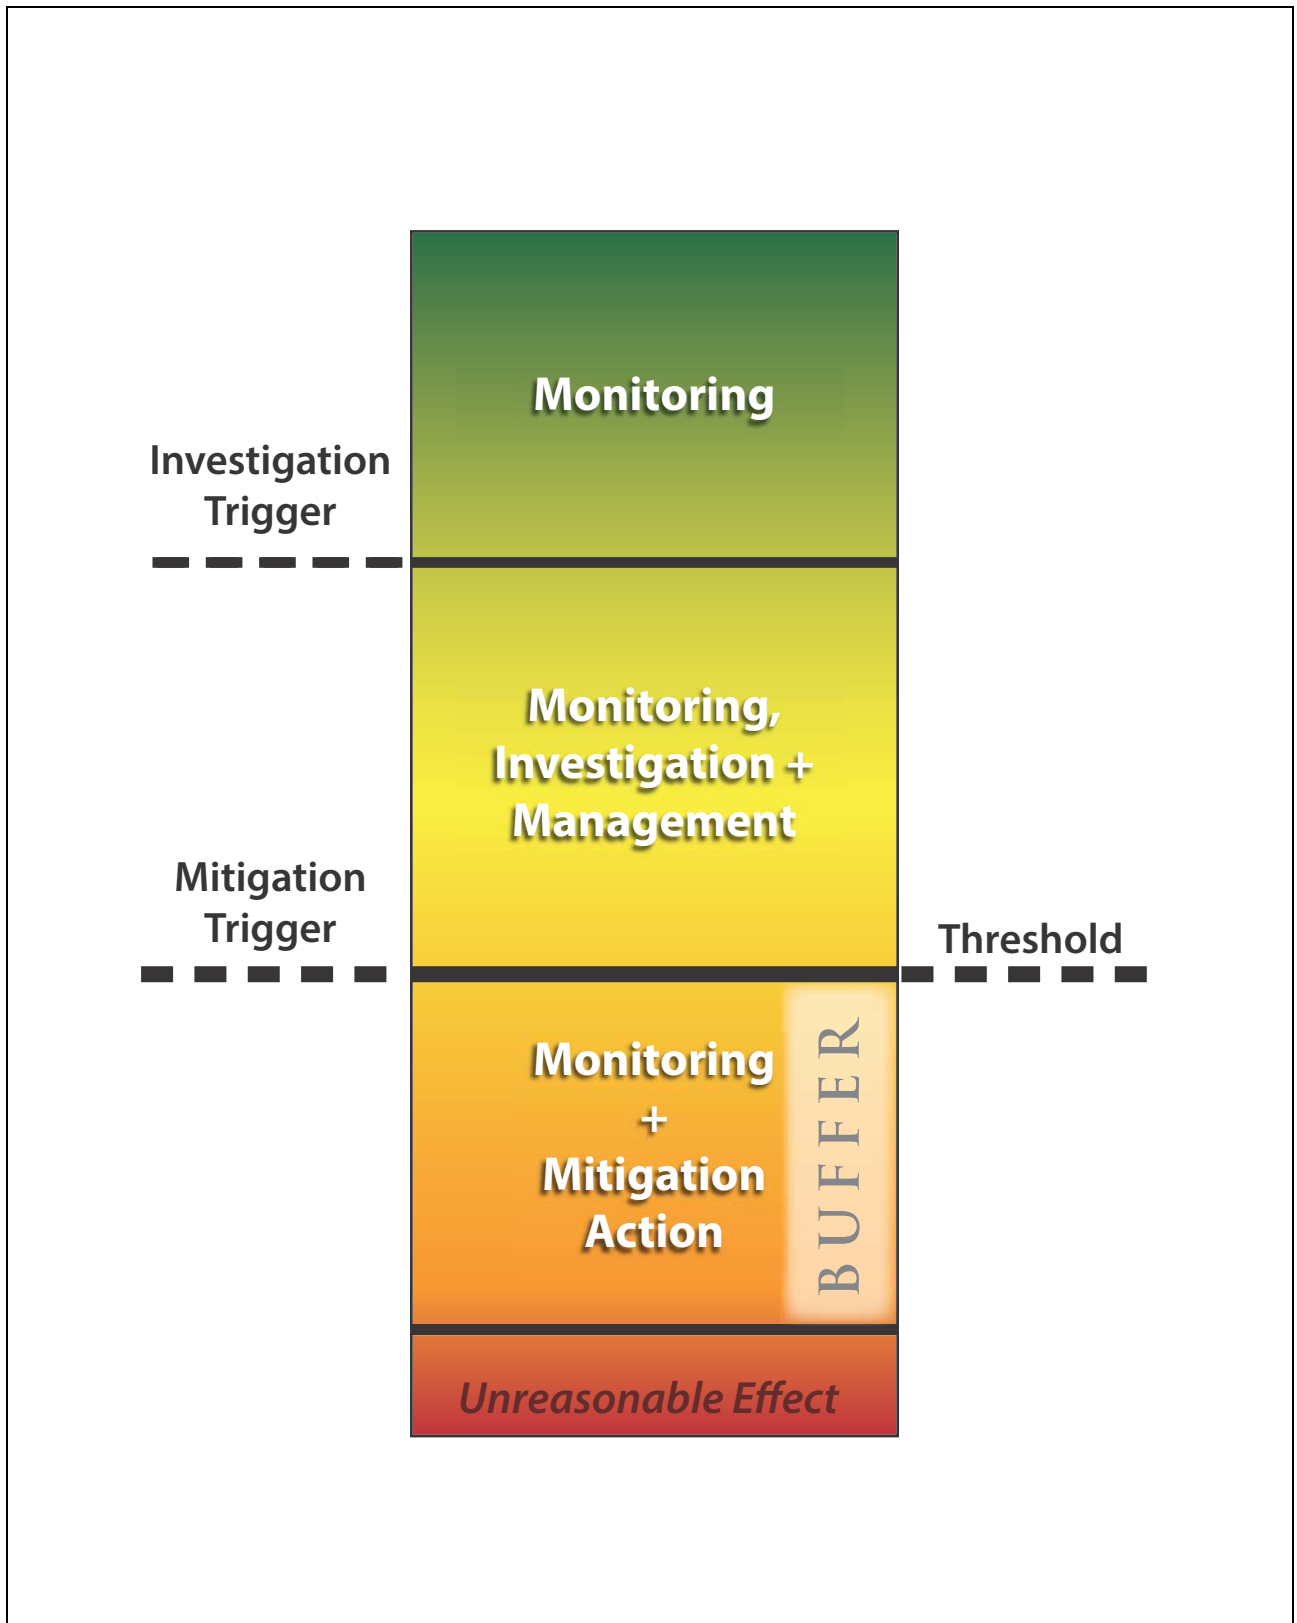 Monitoring
Investigation
Trigger
Monitoring,
Investigation +
Management
Mitigation
Trigger
Threshold
Monitoring
+
Mitigation
Action
BUFFER
Unreasonable Effect